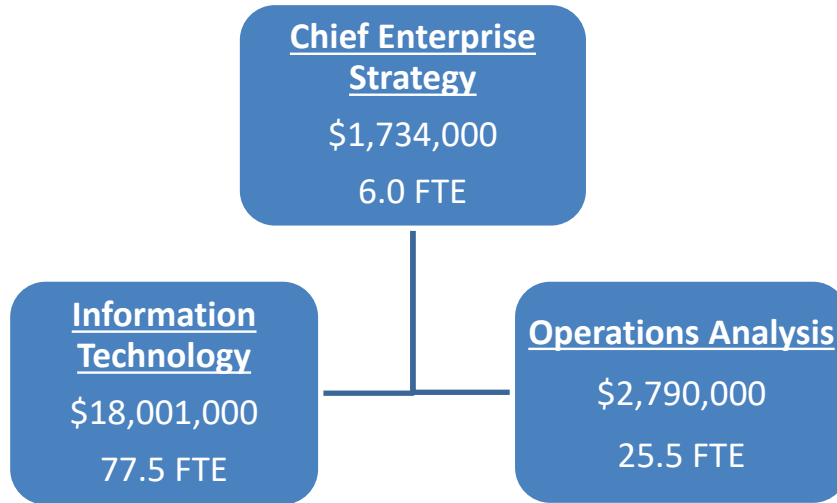 Chief Enterprise
Strategy
$1,734,000
6.0 FTE
Information
Technology
$18,001,000
77.5 FTE
Operations Analysis
$2,790,000
25.5 FTE